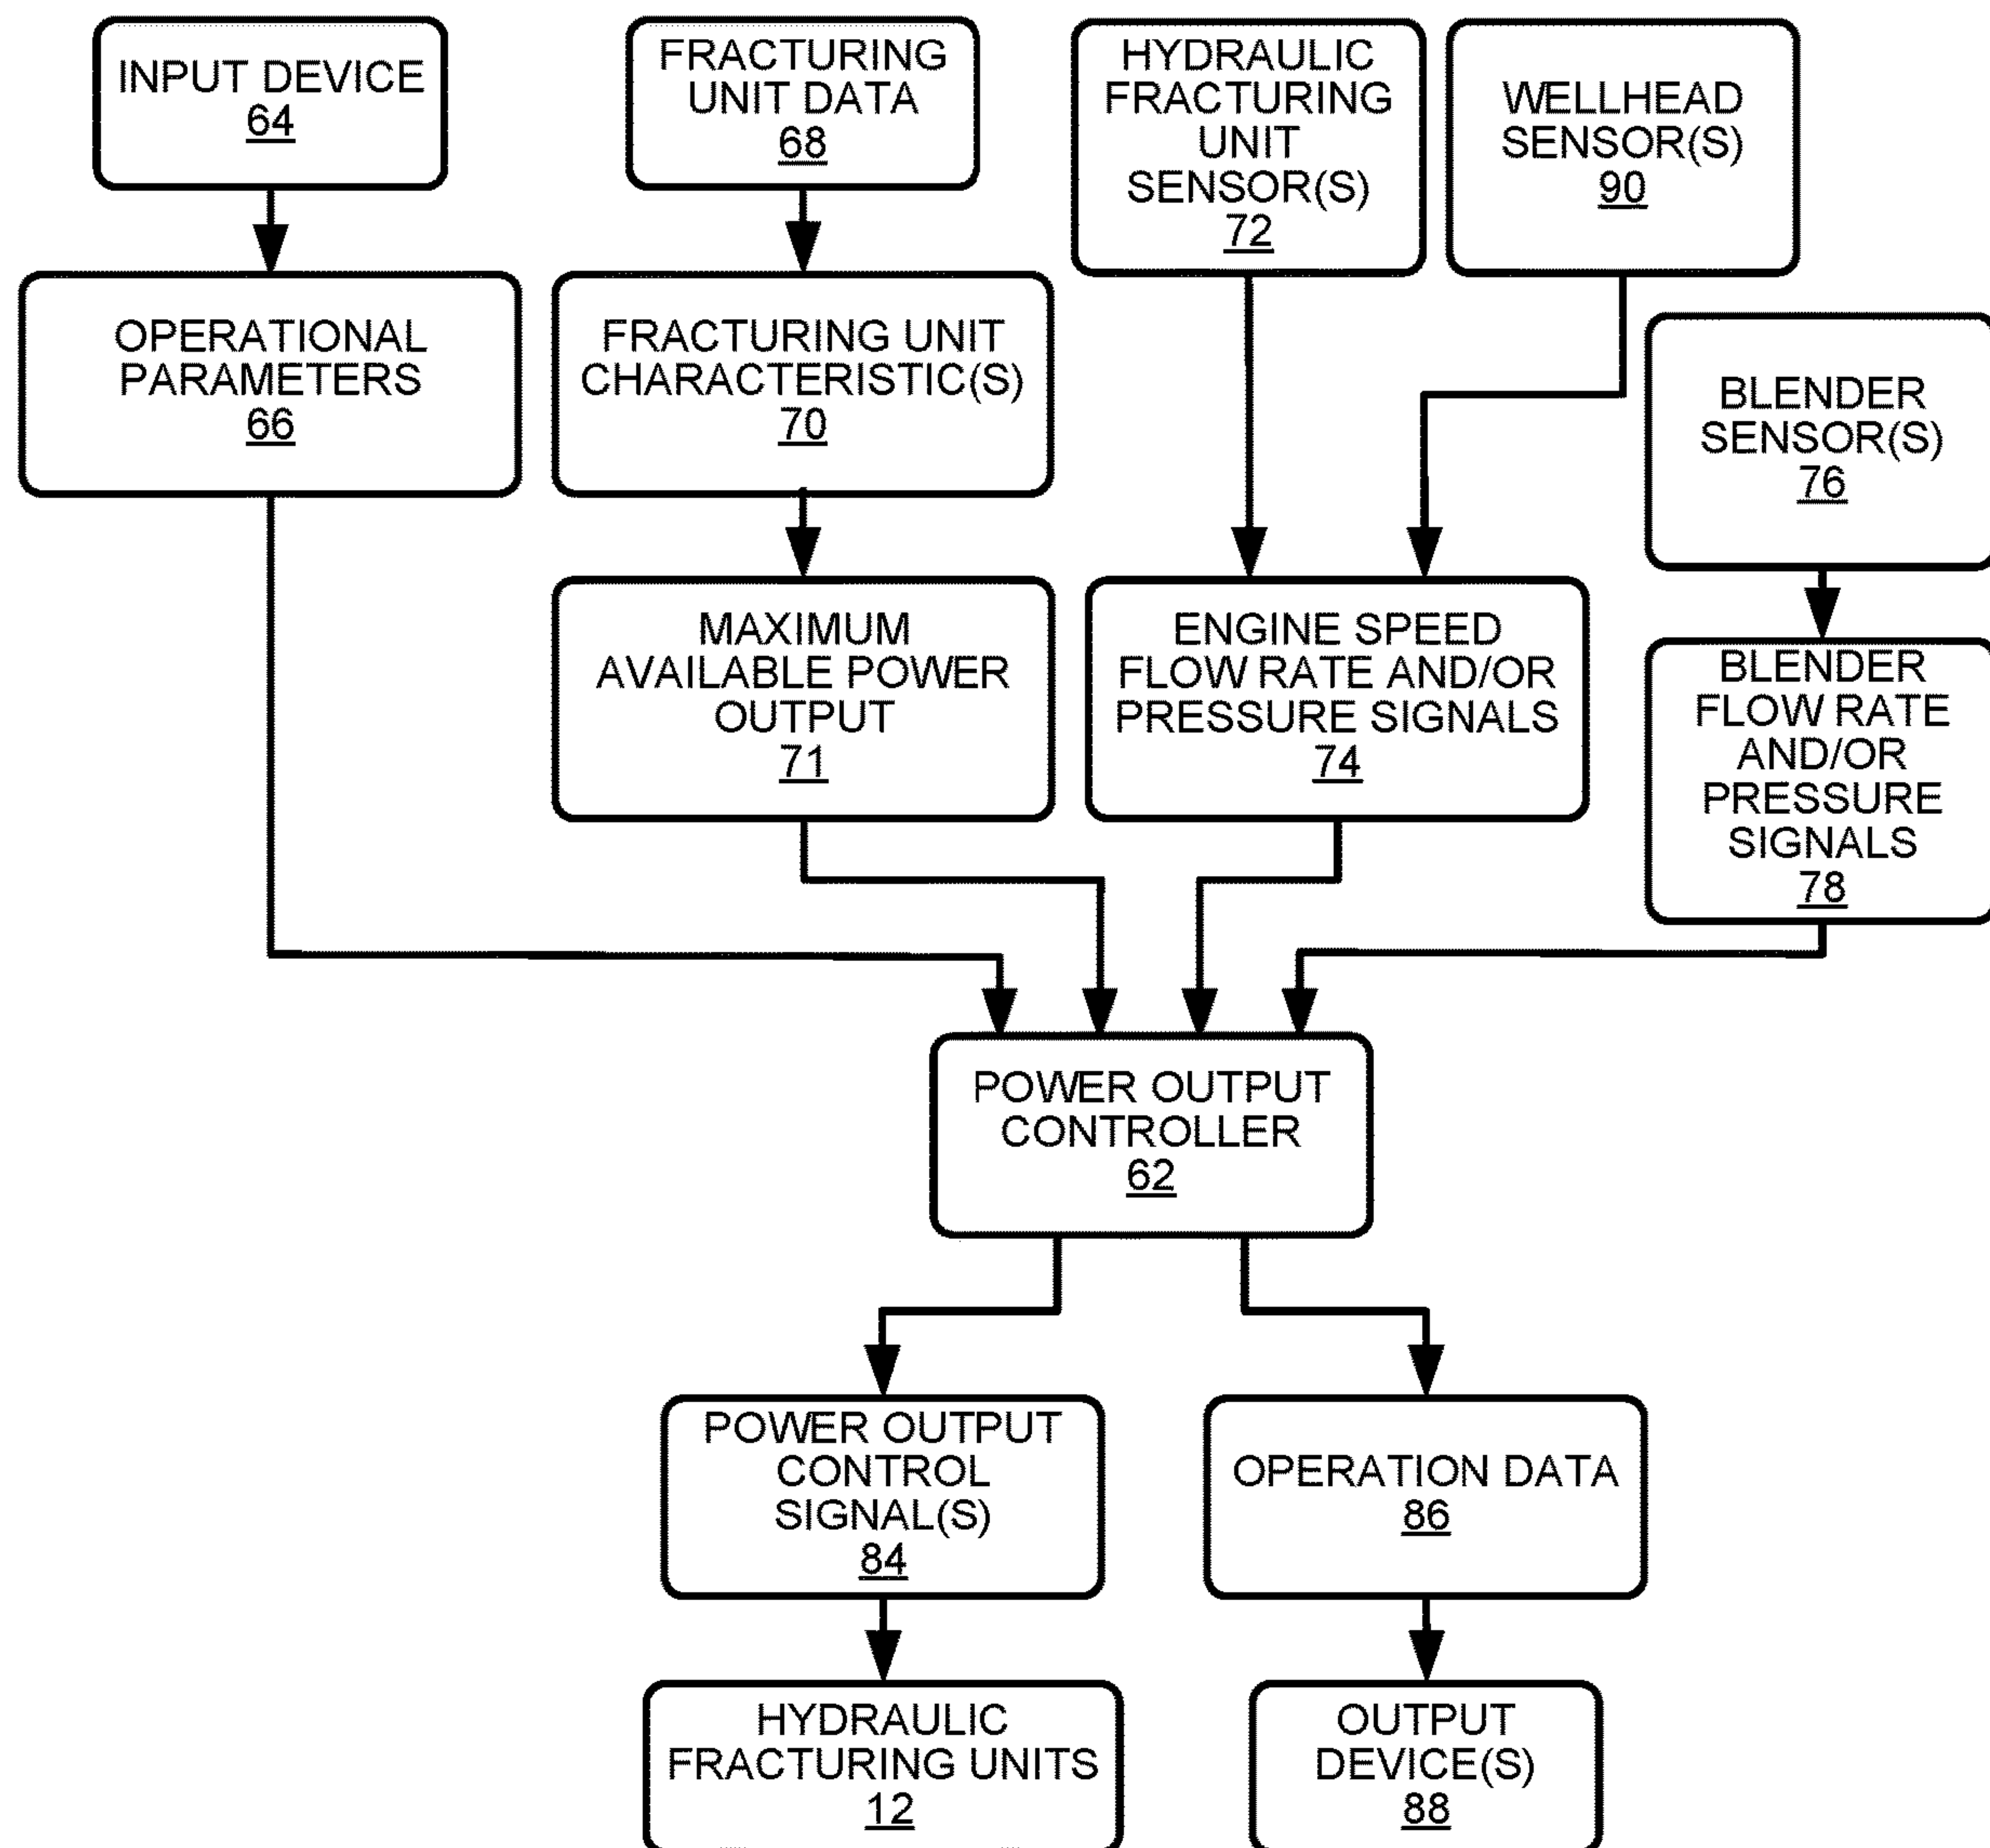 INPUT DEVICE
64
FRACTURING
UNIT DATA
68
HYDRAULIC
FRACTURING
UNIT
SENSOR(S)
72
WELLHEAD
SENSOR(S)
90
OPERATIONAL
PARAMETERS
66
FRACTURING UNIT
CHARACTERISTIC(S)
70
BLENDER
SENSOR(S)
76
MAXIMUM
AVAILABLE POWER
OUTPUT
71
ENGINE SPEED
FLOW RATE AND/OR
PRESSURE SIGNALS
74
BLENDER
FLOW RATE
AND/OR
PRESSURE
SIGNALS
78
POWER OUTPUT
CONTROLLER
62
POWER OUTPUT
CONTROL
SIGNAL(S)
84
OPERATION DATA
86
HYDRAULIC
FRACTURING UNITS
12
OUTPUT
DEVICE(S)
88